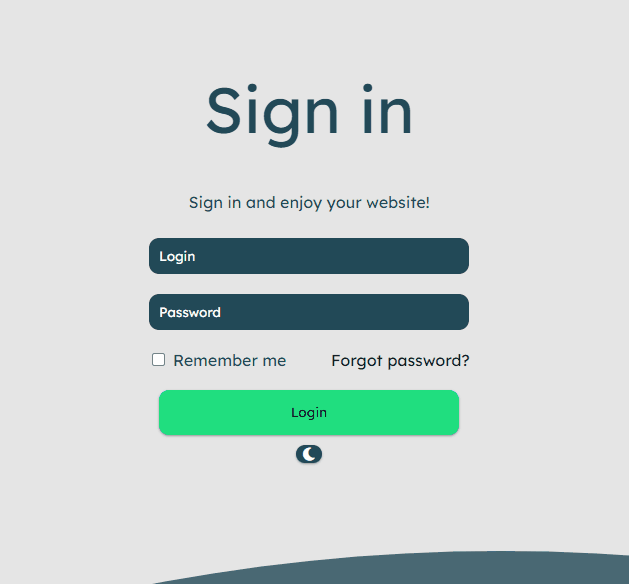 Sign in
Sign in and enjoy your website!
Login
Password
Remember me Forgot password?
Login